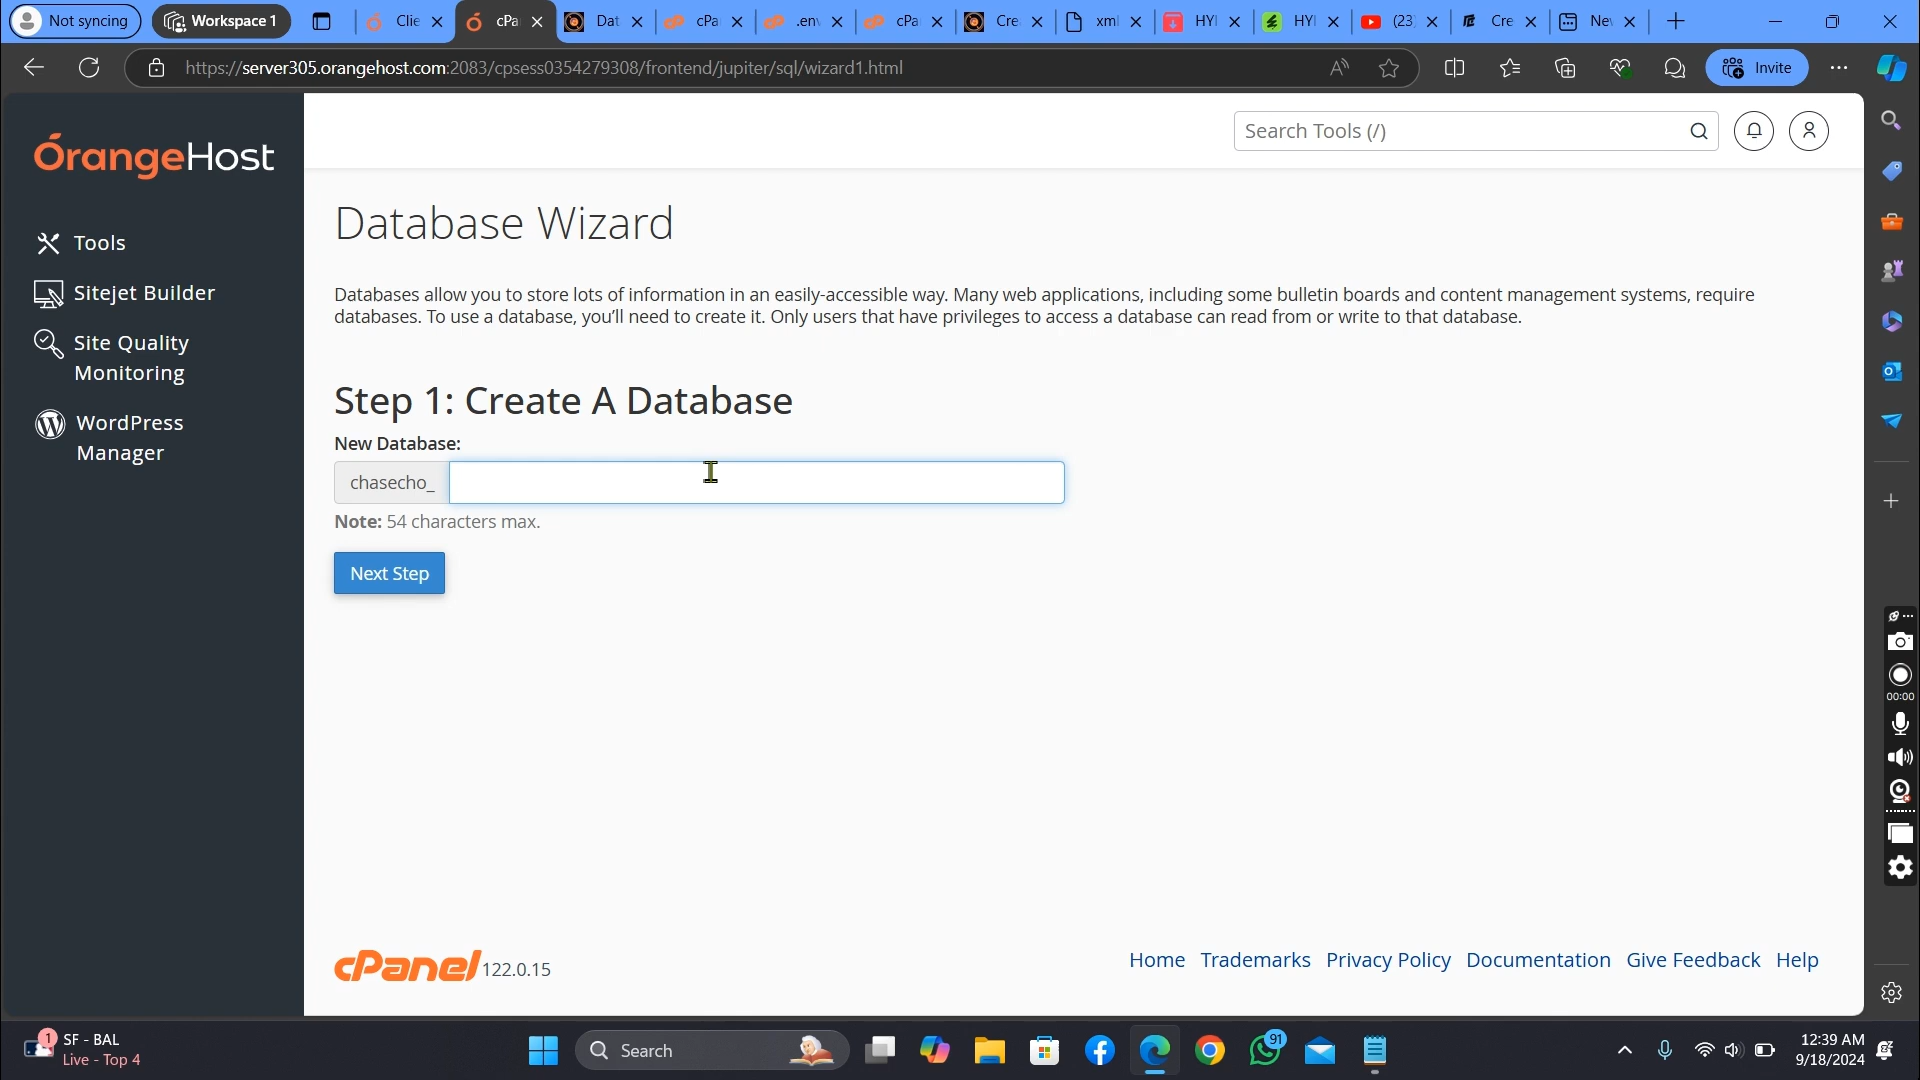 Not syncing
Workspace 1
Clie
cPa
Dat
cPa
.env
cPa
Cre
xml
HYI
HYI
(23
Cre
Nev
https://server305.orangehost.com:2083/cpsess0354279308/frontend/jupiter/sql/wizard1.html
Invite
OrangeHost
Search Tools (/)
Tools
Sitejet Builder
Site Quality
Monitoring
WordPress
Manager
Database Wizard
Databases allow you to store lots of information in an easily-accessible way. Many web applications, including some bulletin boards and content management systems, require
databases. To use a database, you'll need to create it. Only users that have privileges to access a database can read from or write to that database.
Step 1: Create A Database
New Database:
chasecho_
Note: 54 characters max.
Next Step
00:00
cPanel 122.0.15
Home Trademarks Privacy Policy Documentation Give Feedback Help
1
SF - BAL
Live - Top 4
Search
91
12:39 AM
9/18/2024